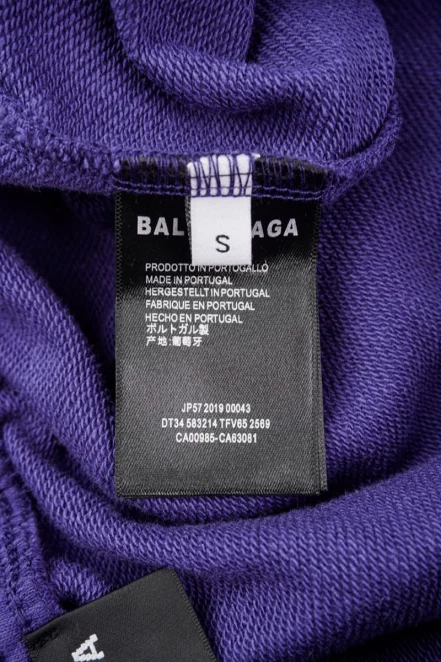 BAL AGA
S
PRODOTTO IN PORTOGALLO
MADE IN PORTUGAL
HERGESTELLT IN PORTUGAL
FABRIQUE EN PORTUGAL
HECHO EN PORTUGAL
ポルトガル製
产地:葡萄牙
JP57 2019 00043
DT34 583214 TFV65 2569
CA00985-CA63081
A